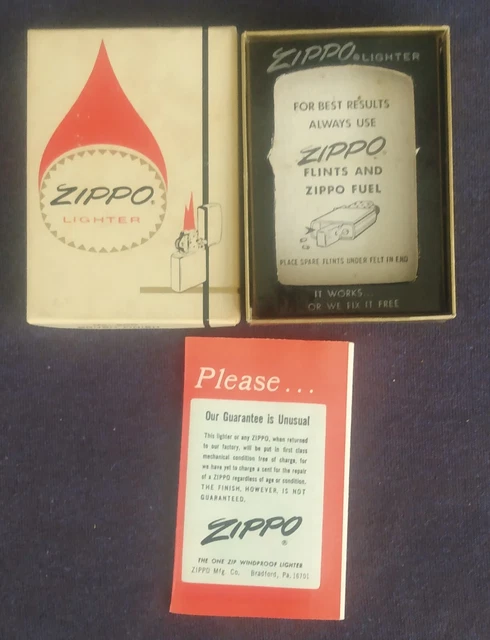 ZIPPO®
LIGHTER
ZIPPO® LIGHTER
FOR BEST RESULTS
ALWAYS USE
ZIPPO®
FLINTS AND
ZIPPO FUEL
PLACE SPARE FLINTS UNDER FELT IN END
IT WORKS...
OR WE FIX IT FREE
Please...
Our Guarantee is Unusual
This lighter or any ZIPPO, when returned
to our factory, will be put in first class
mechanical condition free of charge, for
we have yet to charge a cent for the repair
of a ZIPPO regardless of age or condition.
THE FINISH, HOWEVER, IS NOT
GUARANTEED.
ZIPPO®
THE ONE ZIP WINDPROOF LIGHTER
ZIPPO Mfg. Co. Bradford, Pa. 16701